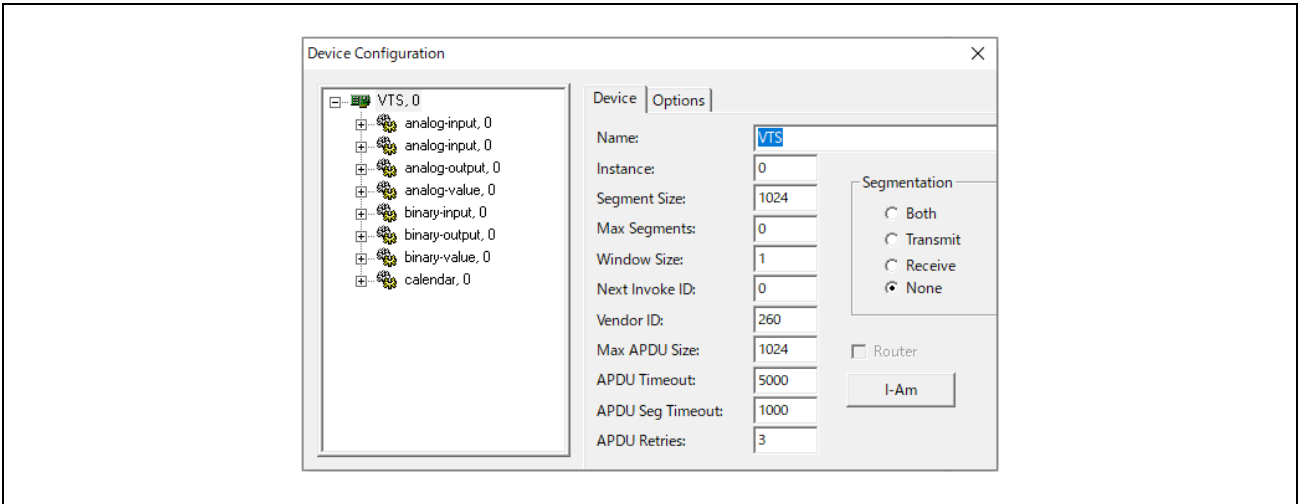 Device Configuration
VTS, 0
analog-input, 0
analog-input, 0
analog-output, 0
analog-value, 0
binary-input, 0
binary-output, 0
binary-value, 0
calendar, 0
Device
Options
Name: VTS
Instance: 0
Segment Size: 1024
Max Segments: 0
Window Size: 1
Next Invoke ID: 0
Vendor ID: 260
Max APDU Size: 1024
APDU Timeout: 5000
APDU Seg Timeout: 1000
APDU Retries: 3
Segmentation
Both
Transmit
Receive
None
Router
I-Am